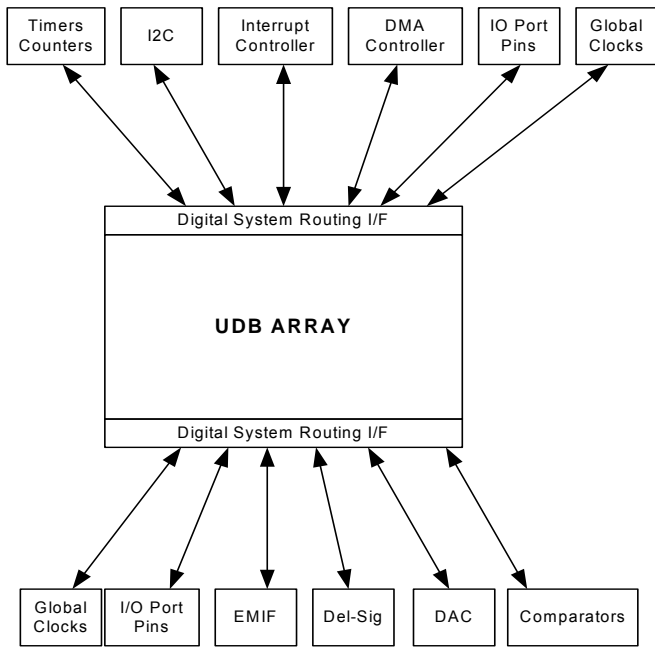 Timers
Counters
I2C
Interrupt
Controller
DMA
Controller
IO Port
Pins
Global
Clocks
Digital System Routing I/F
UDB ARRAY
Digital System Routing I/F
Global
Clocks
I/O Port
Pins
EMIF
Del-Sig
DAC
Comparators